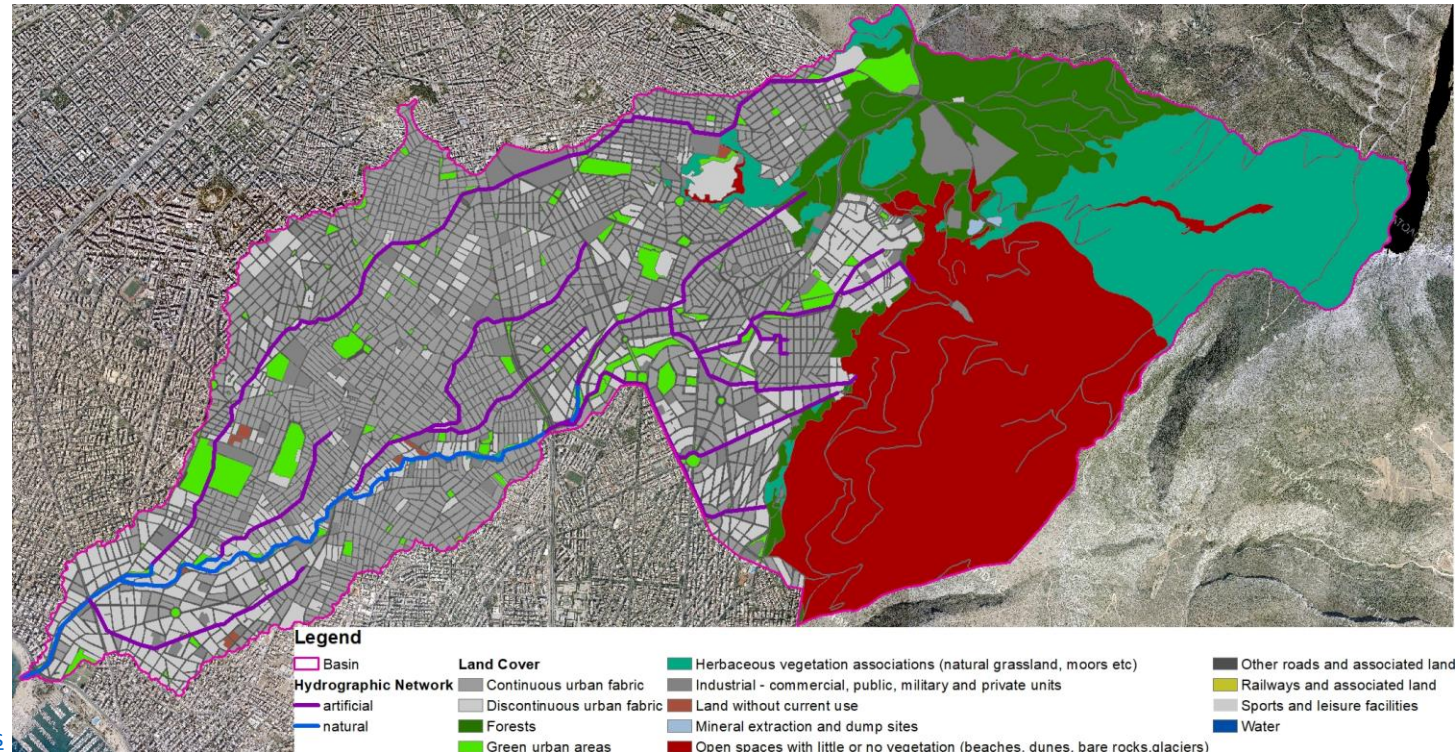 Legend
Basin
Hydrographic Network
artificial
natural
Land Cover
Continuous urban fabric
Discontinuous urban fabric
Forests
Green urban areas
Herbaceous vegetation associations (natural grassland, moors etc)
Industrial - commercial, public, military and private units
Land without current use
Mineral extraction and dump sites
Open spaces with little or no vegetation (beaches, dunes, bare rocks,glaciers)
Other roads and associated land
Railways and associated land
Sports and leisure facilities
Water